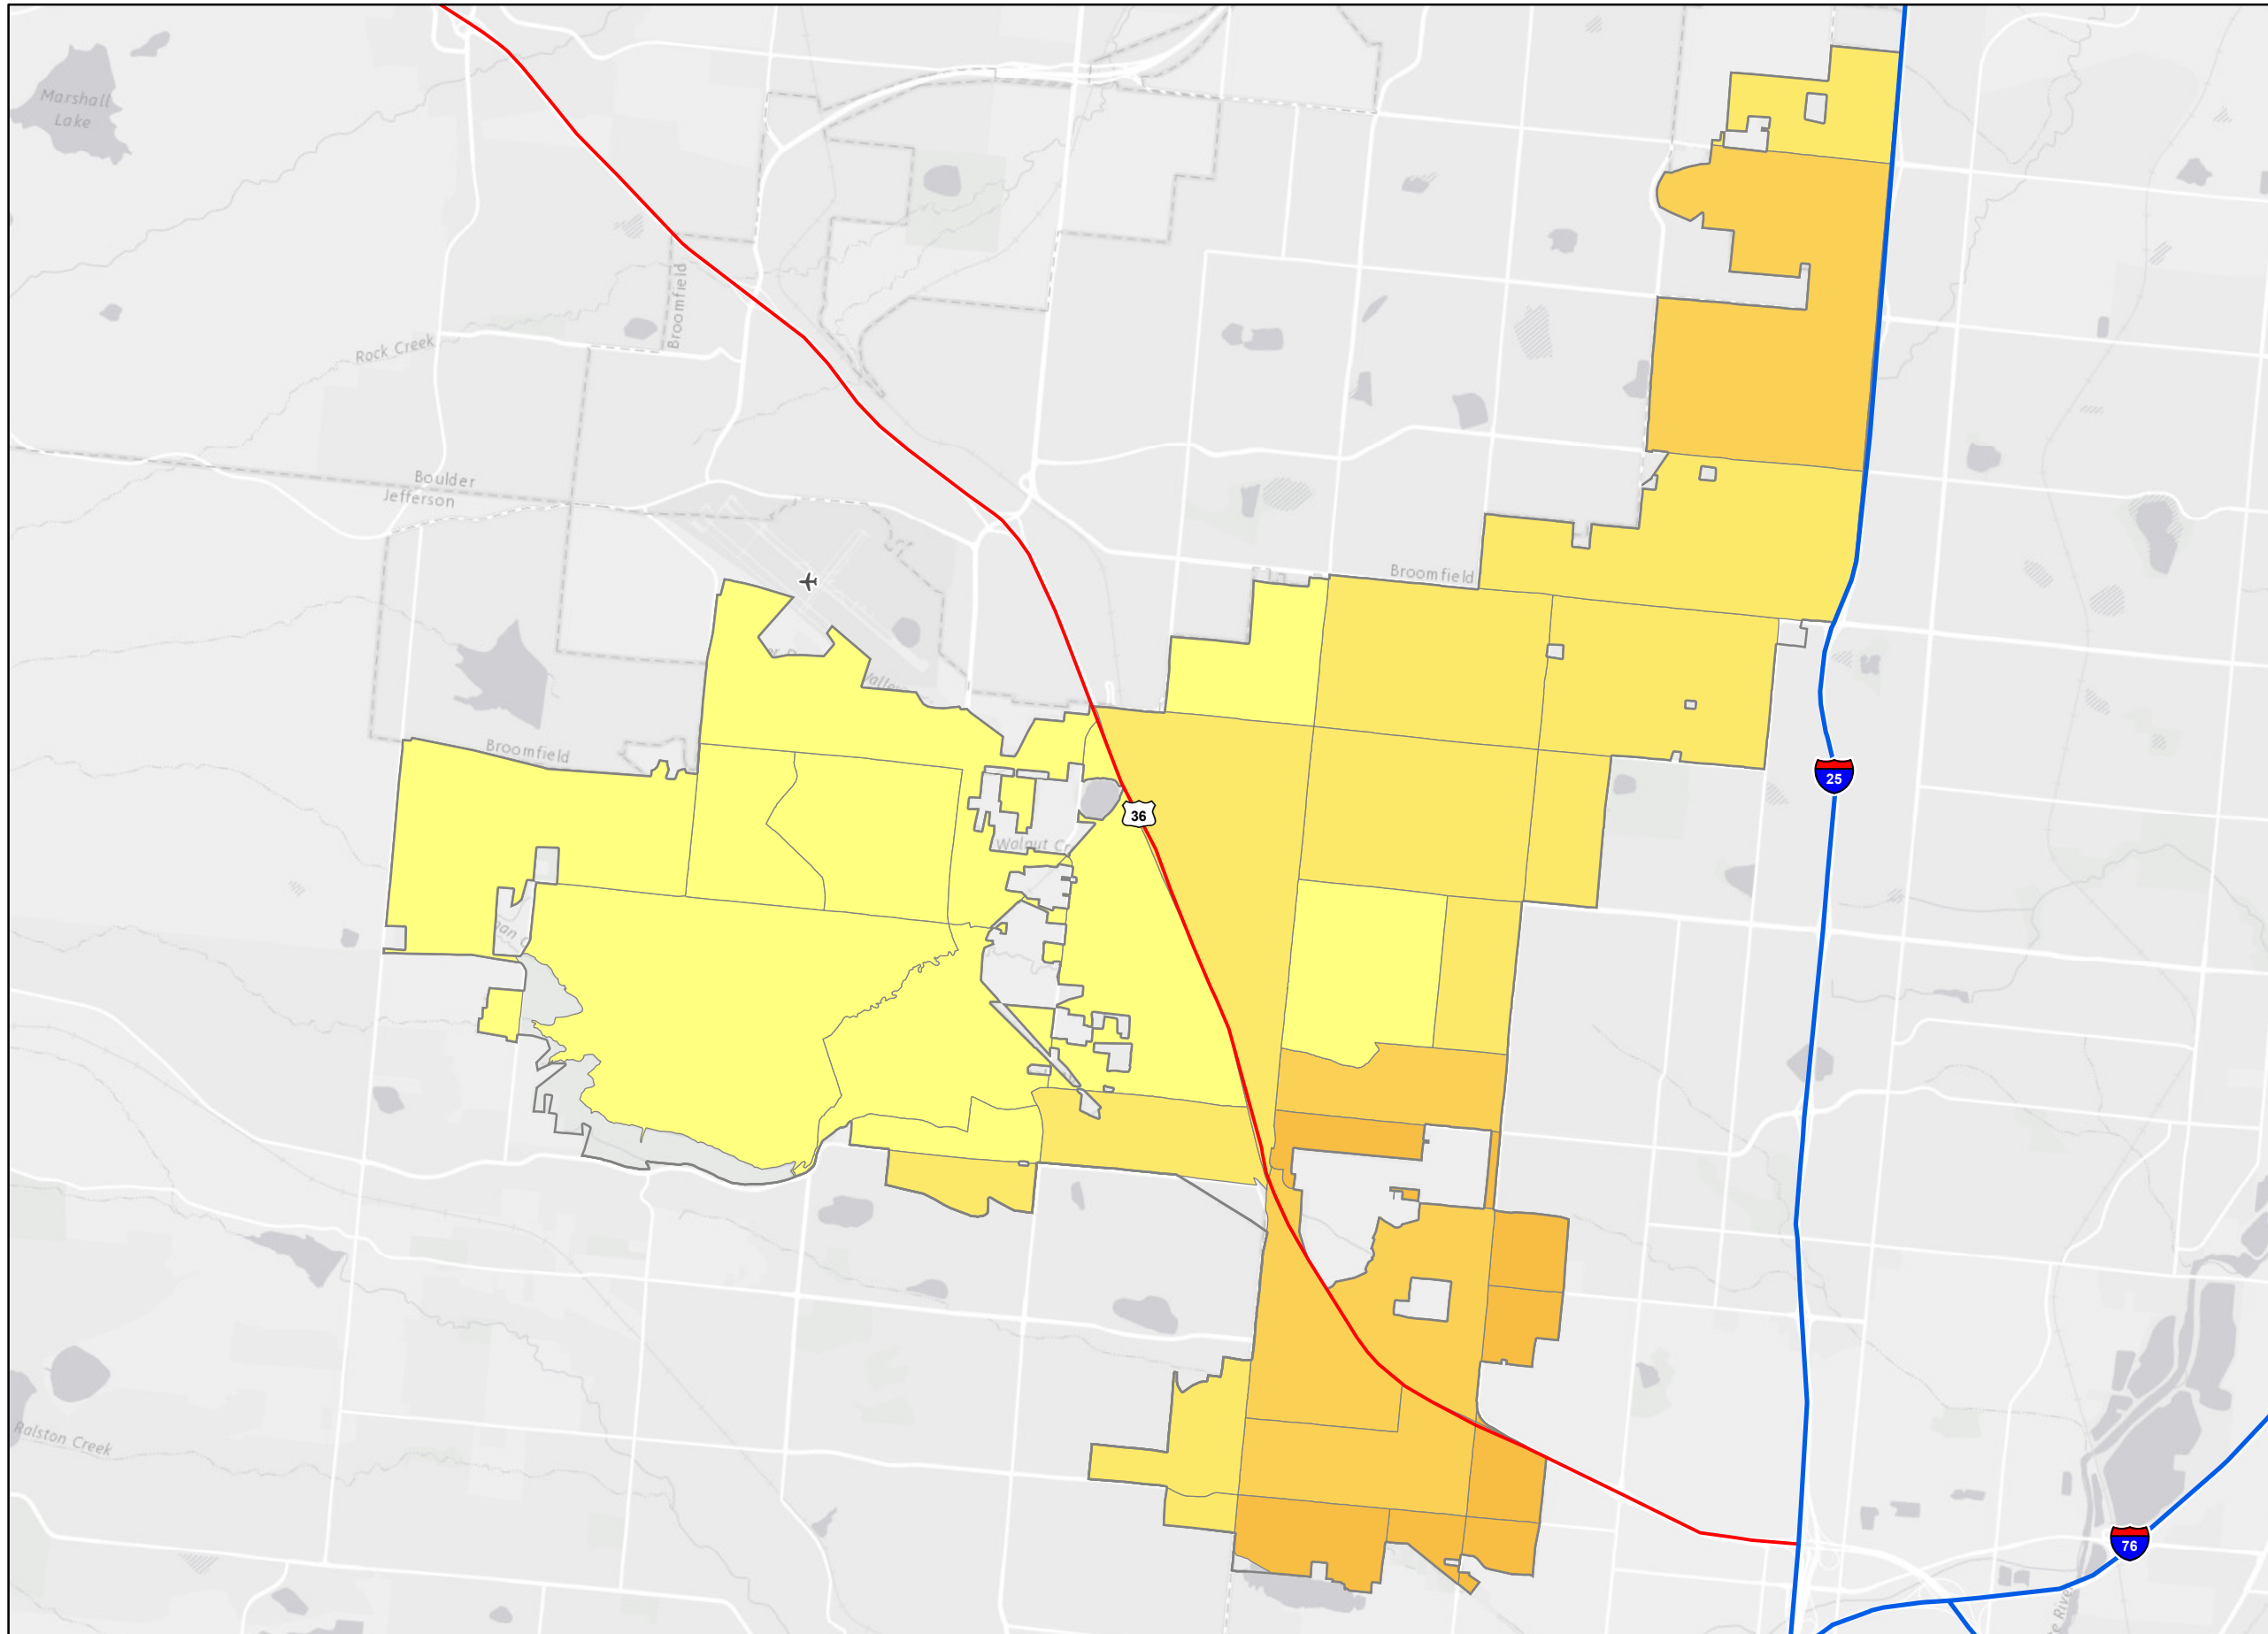 Marshall
Lake
Broomfield
Rock Creek
Boulder
Jefferson
Broomfield
Broomfield
25
36
Walnut Cr
Ralston Creek
76